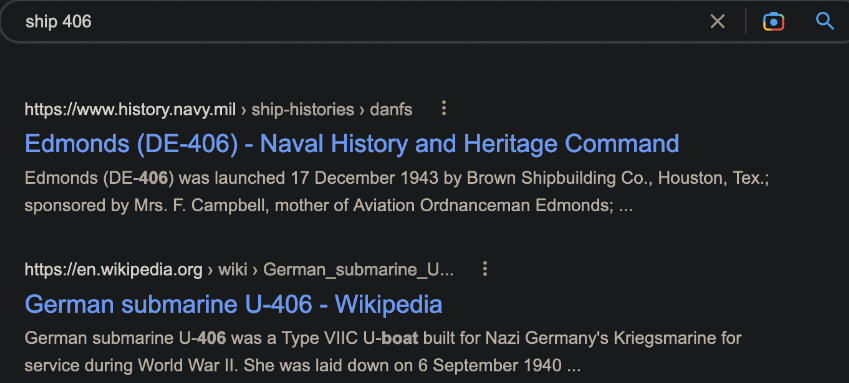 ship 406
https://www.history.navy.mil › ship-histories › danfs
Edmonds (DE-406) - Naval History and Heritage Command
Edmonds (DE-406) was launched 17 December 1943 by Brown Shipbuilding Co., Houston, Tex.;
sponsored by Mrs. F. Campbell, mother of Aviation Ordnanceman Edmonds; ...
https://en.wikipedia.org › wiki › German_submarine_U...
German submarine U-406 - Wikipedia
German submarine U-406 was a Type VIIC U-boat built for Nazi Germany's Kriegsmarine for
service during World War II. She was laid down on 6 September 1940 ...